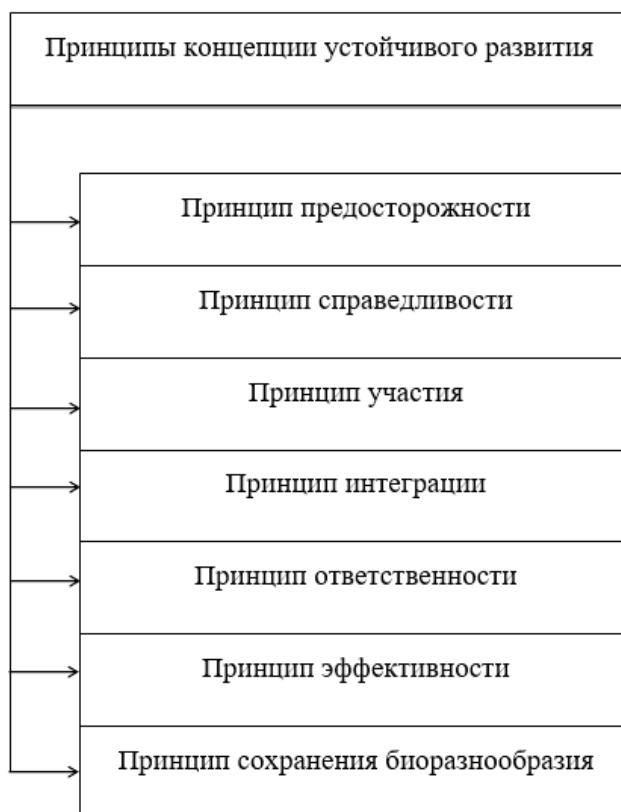 Принципы концепции устойчивого развития
Принцип предосторожности
Принцип справедливости
Принцип участия
Принцип интеграции
Принцип ответственности
Принцип эффективности
Принцип сохранения биоразнообразия